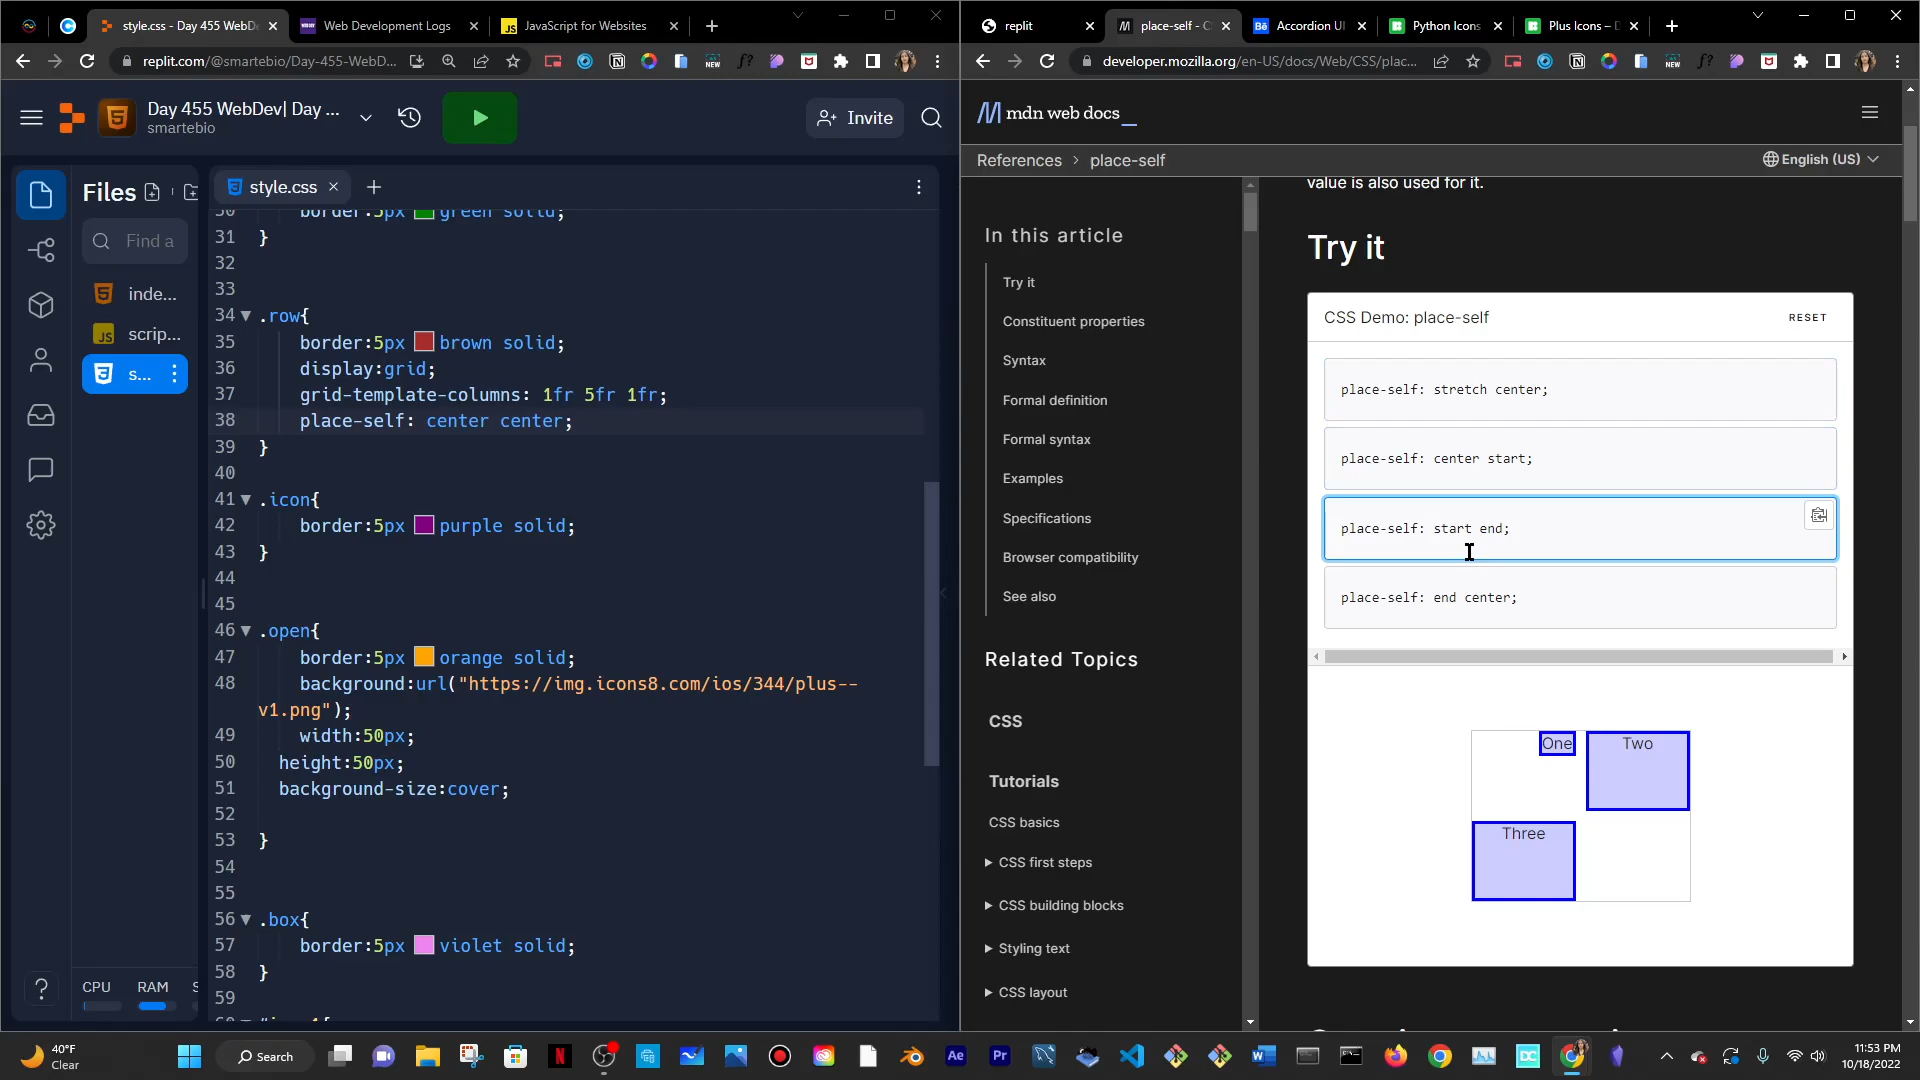 style.css - Day 455 WebD
Web Development Logs
JavaScript for Websites
replit.com/@smartebio/Day-455-WebD...
Day 455 WebDev| Day ...
smartebio
Invite
Files
Find a
inde...
scrip...
s...
CPU
RAM
S
style.css
30 border:5px green solid;
31 }
32
33
34 .row{
35 border:5px brown solid;
36 display:grid;
37 grid-template-columns: 1fr 5fr 1fr;
38 place-self: center center;
39 }
40
41 .icon{
42 border:5px purple solid;
43 }
44
45
46 .open{
47 border:5px orange solid;
48 background:url("https://img.icons8.com/ios/344/plus--
v1.png");
49 width:50px;
50 height:50px;
51 background-size:cover;
52
53 }
54
55
56 .box{
57 border:5px violet solid;
58 }
59
replit
place-self - C
Accordion UI
Python Icons
Plus Icons – D
developer.mozilla.org/en-US/docs/Web/CSS/plac...
mdn web docs_
References > place-self
English (US)
In this article
Try it
Constituent properties
Syntax
Formal definition
Formal syntax
Examples
Specifications
Browser compatibility
See also
Related Topics
CSS
Tutorials
CSS basics
CSS first steps
CSS building blocks
Styling text
CSS layout
value is also used for it.
Try it
CSS Demo: place-self
RESET
place-self: stretch center;
place-self: center start;
place-self: start end;
place-self: end center;
One
Two
Three
40°F
Clear
Search
11:53 PM
10/18/2022